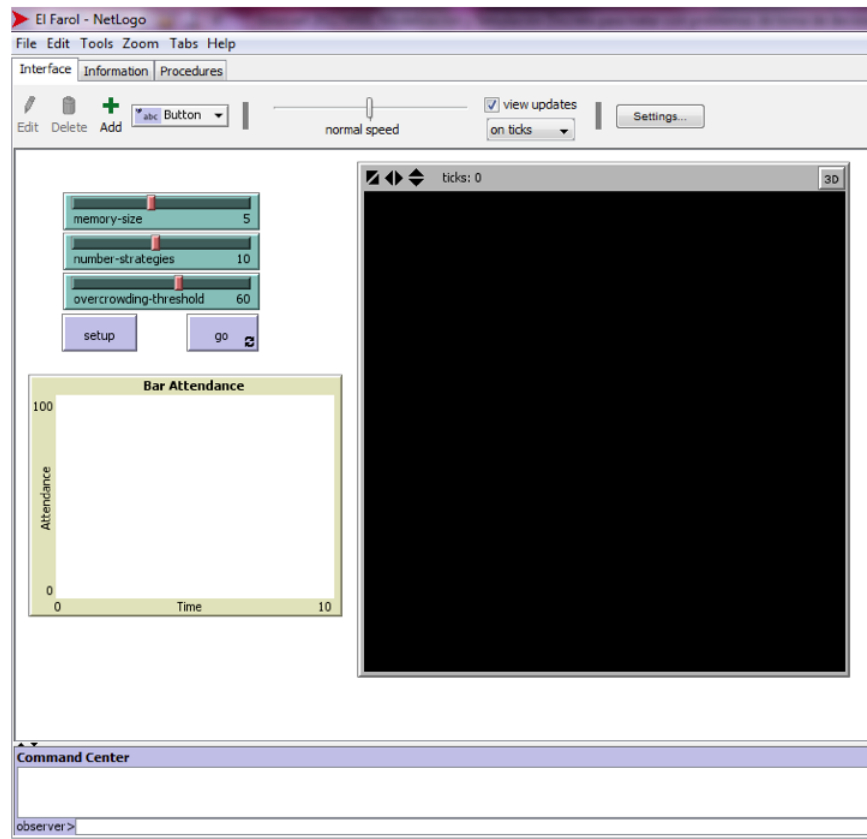 El Farol - NetLogo
File Edit Tools Zoom Tabs Help
Interface Information Procedures
Edit Delete Add abc Button normal speed view updates on ticks Settings...
ticks: 0 3D
memory-size 5
number-strategies 10
overcrowding-threshold 60
setup go
Bar Attendance
100
Attendance
0
0 Time 10
Command Center
observer>